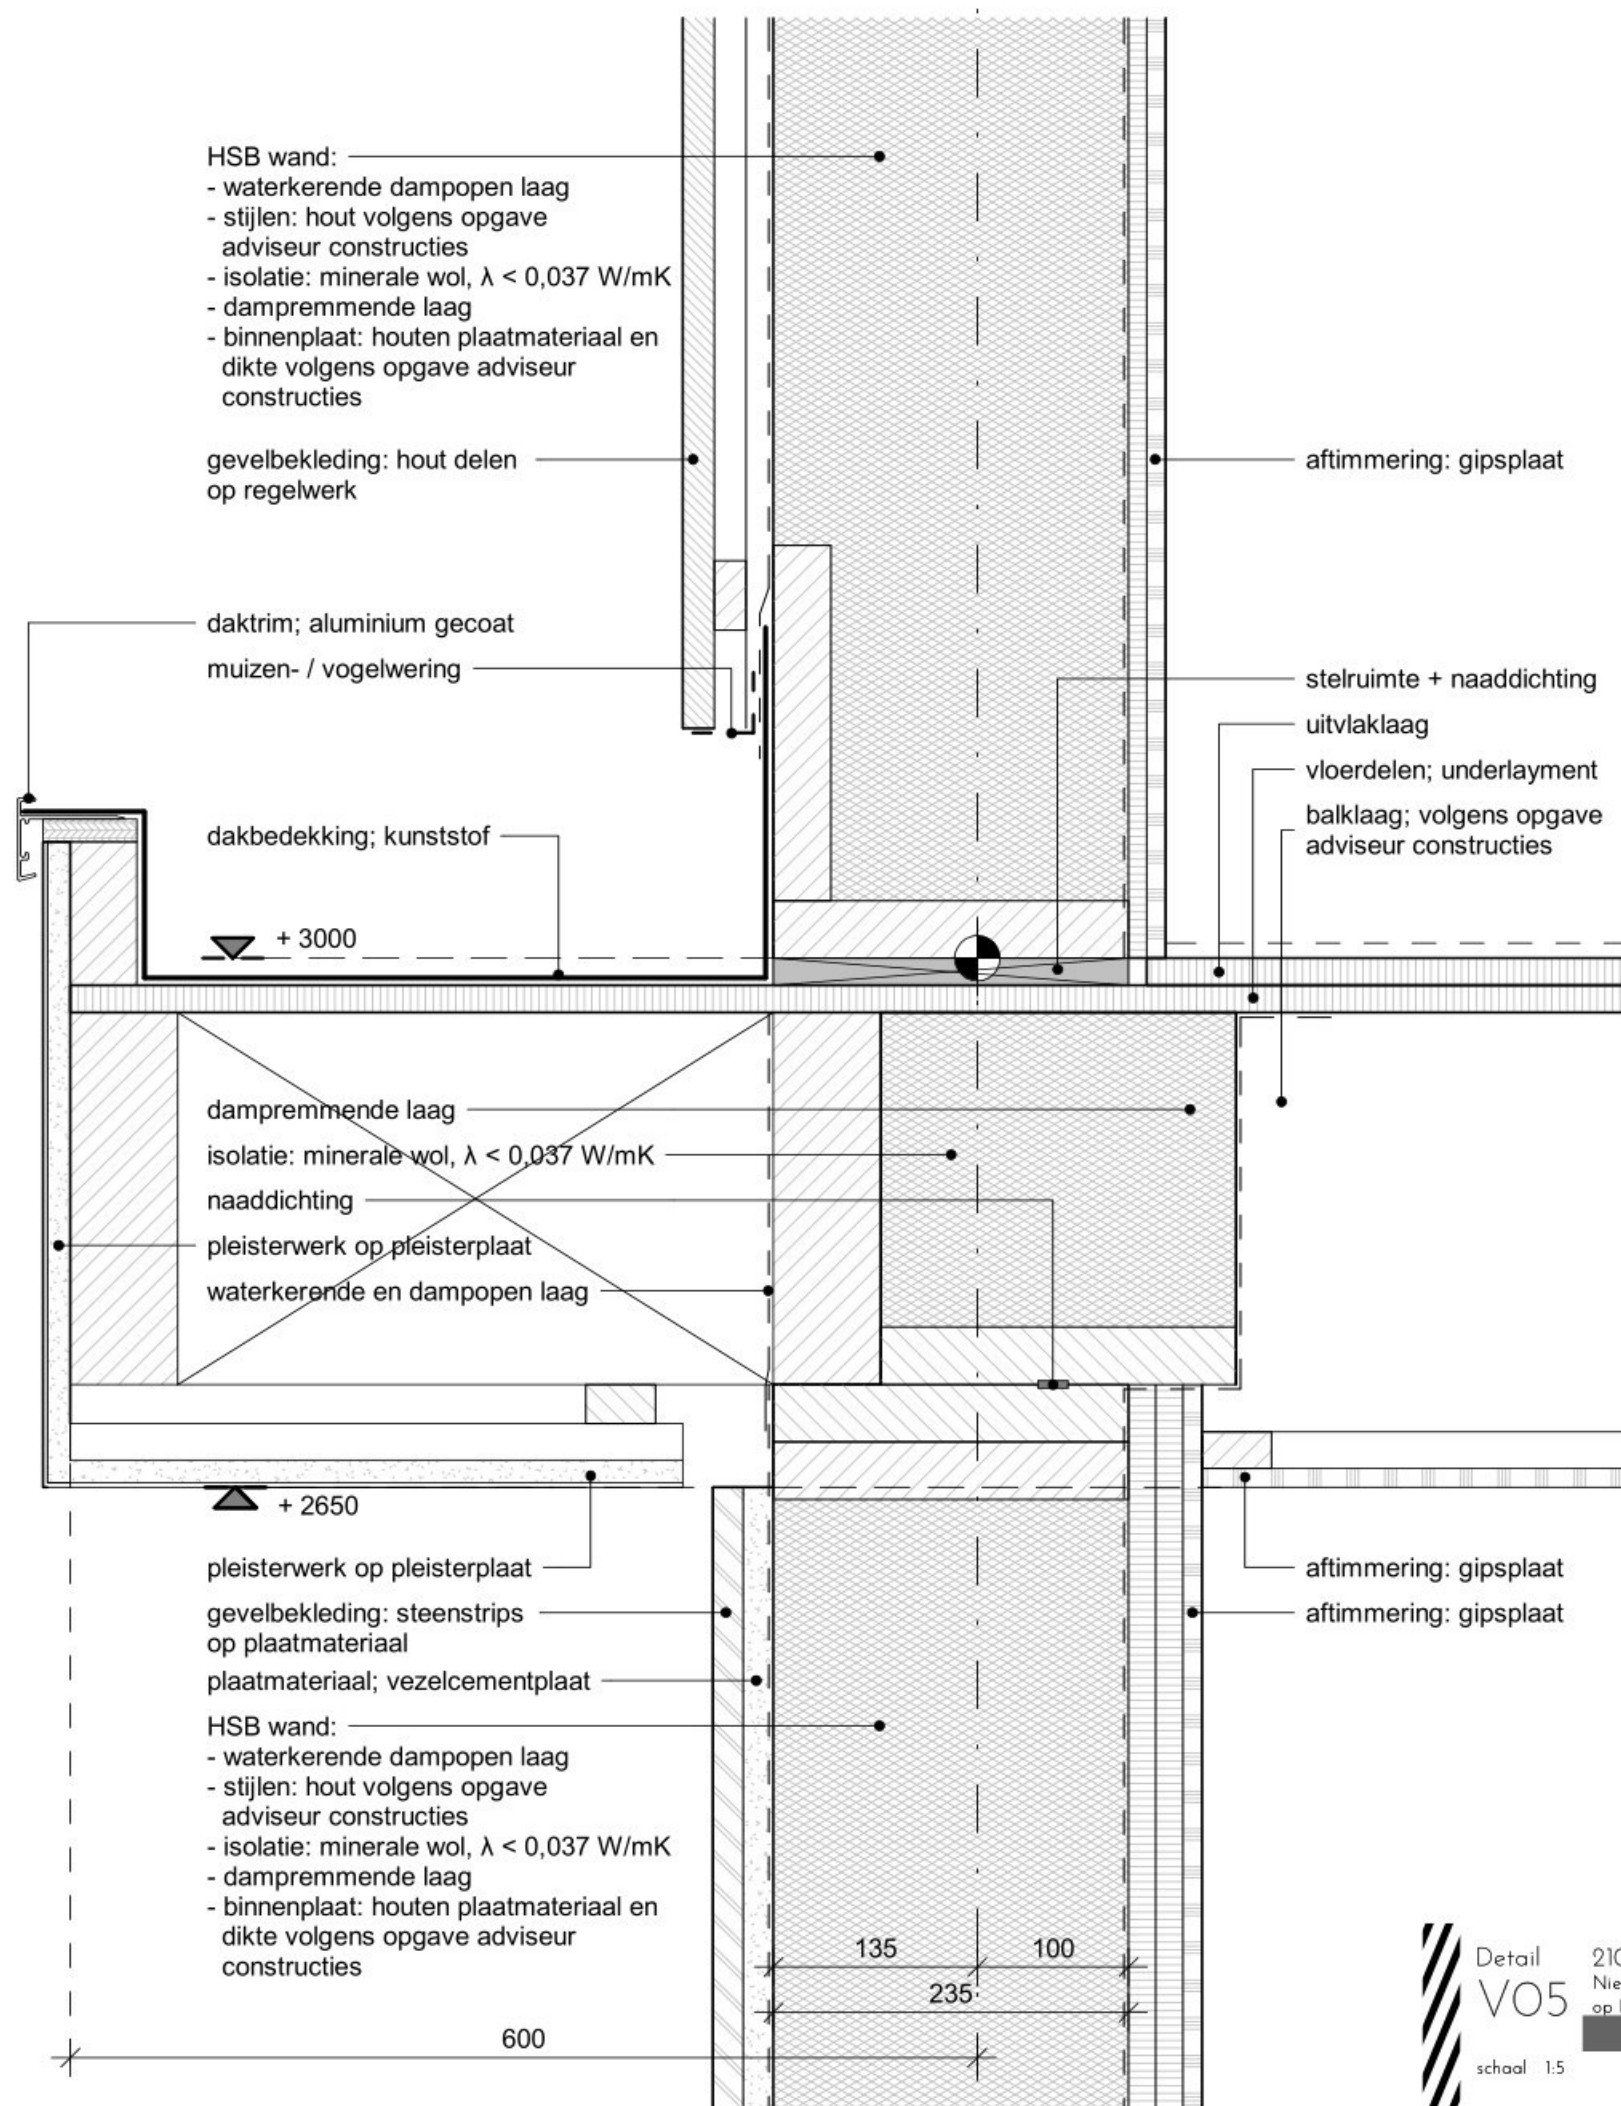 HSB wand:
- waterkerende dampopen laag
- stijlen: hout volgens opgave
adviseur constructies
- isolatie: minerale wol, λ < 0,037 W/mK
- dampremmende laag
- binnenplaat: houten plaatmateriaal en
dikte volgens opgave adviseur
constructies
gevelbekleding: hout delen
op regelwerk
aftimmering: gipsplaat
daktrim; aluminium gecoat
muizen- / vogelwering
stelruimte + naaddichting
uitvlaklaag
vloerdelen; underlayment
balklaag; volgens opgave
adviseur constructies
dakbedekking; kunststof
+ 3000
dampremmende laag
isolatie: minerale wol, λ < 0,037 W/mK
naaddichting
pleisterwerk op pleisterplaat
waterkerende en dampopen laag
+ 2650
pleisterwerk op pleisterplaat
aftimmering: gipsplaat
gevelbekleding: steenstrips
op plaatmateriaal
aftimmering: gipsplaat
plaatmateriaal; vezelcementplaat
HSB wand:
- waterkerende dampopen laag
- stijlen: hout volgens opgave
adviseur constructies
- isolatie: minerale wol, λ < 0,037 W/mK
- dampremmende laag
- binnenplaat: houten plaatmateriaal en
dikte volgens opgave adviseur
constructies
135
100
235
600
Detail
VO5
schaal 1:5
210
Nie
op